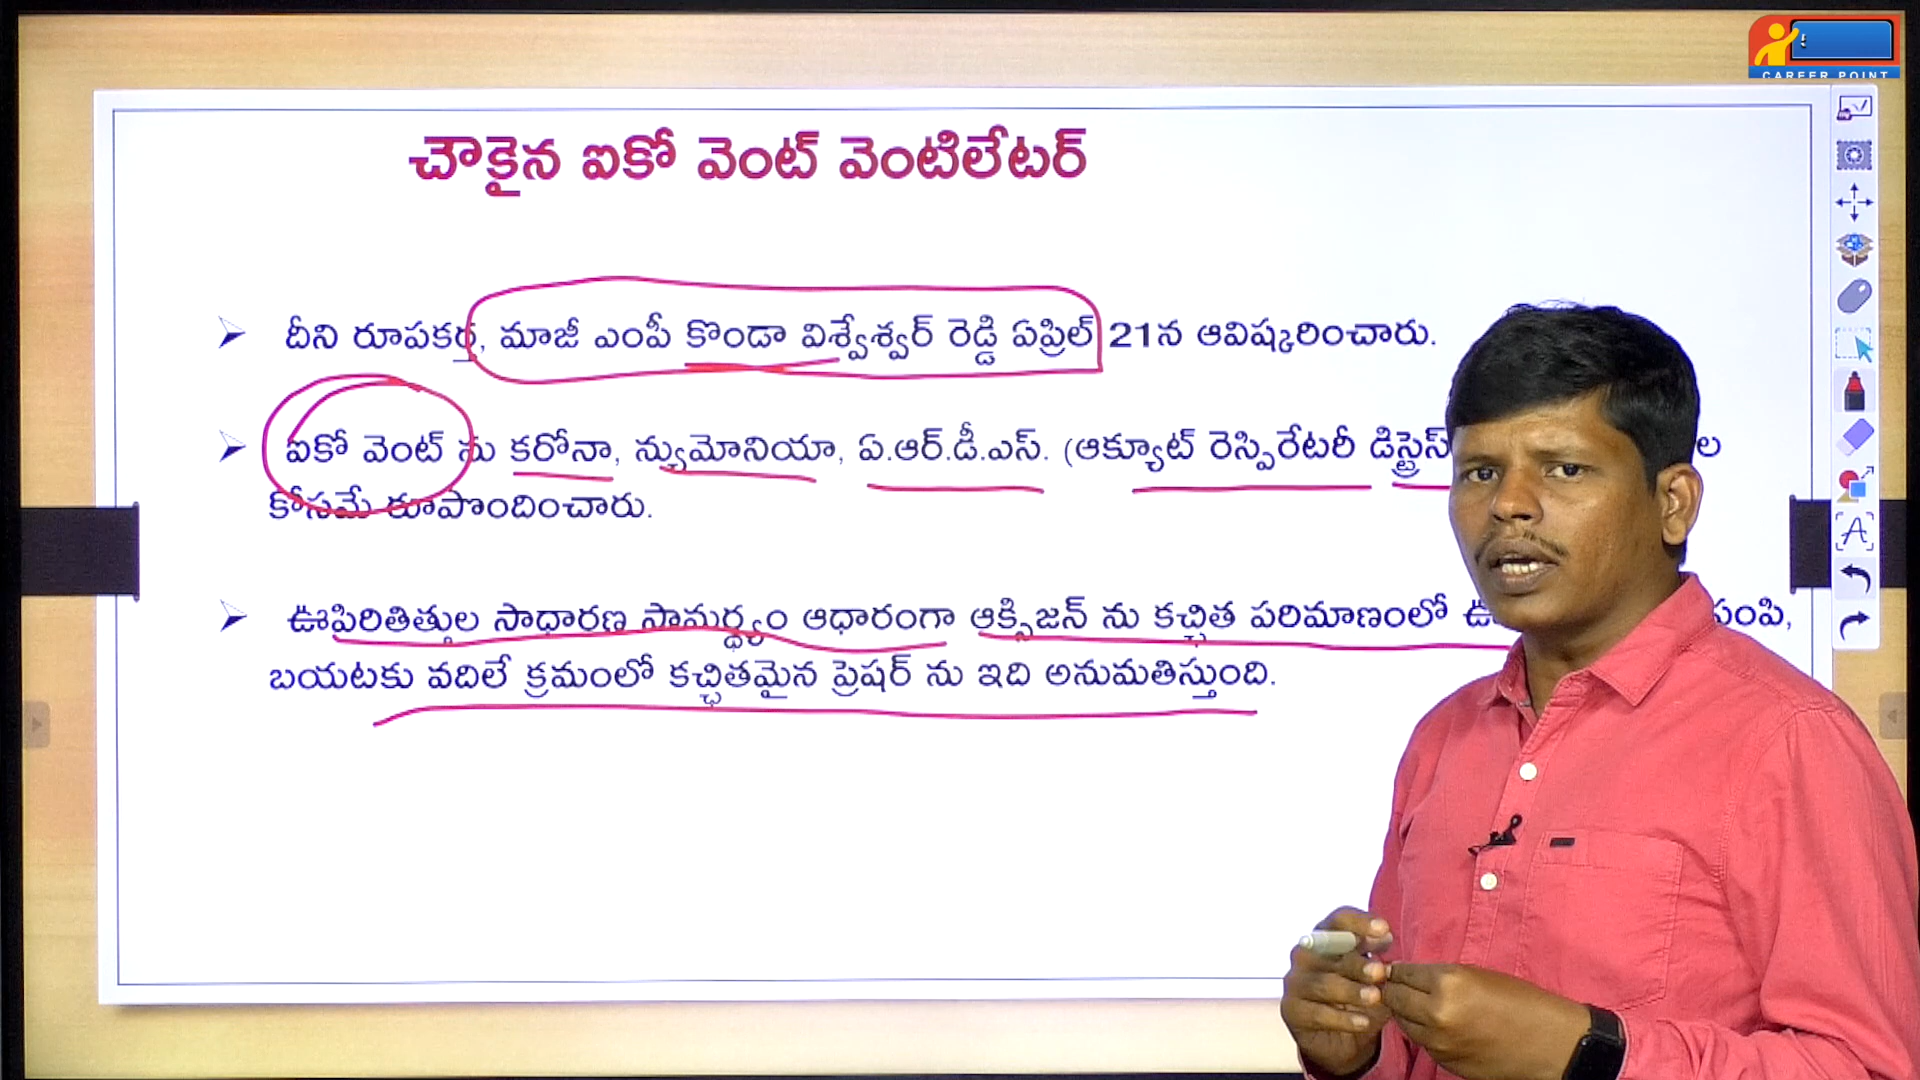 CAREER POINT
చౌకైన ఐకో వెంట్ వెంటిలేటర్
దీని రూపకర్త, మాజీ ఎంపీ కొండా విశ్వేశ్వర్ రెడ్డి ఏప్రిల్ 21న ఆవిష్కరించారు.
ఐకో వెంట్ ను కరోనా, న్యుమోనియా, ఏ.ఆర్.డీ.ఎస్. (ఆక్యూట్ రెస్పిరేటరీ డిస్ట్రెస్
కోసమే రూపొందించారు.
ఊపిరితిత్తుల సాధారణ సామర్థ్యం ఆధారంగా ఆక్సిజన్ ను కచ్చిత పరిమాణంలో పంపి,
బయటకు వదిలే క్రమంలో కచ్చితమైన ప్రెషర్ ను ఇది అనుమతిస్తుంది.